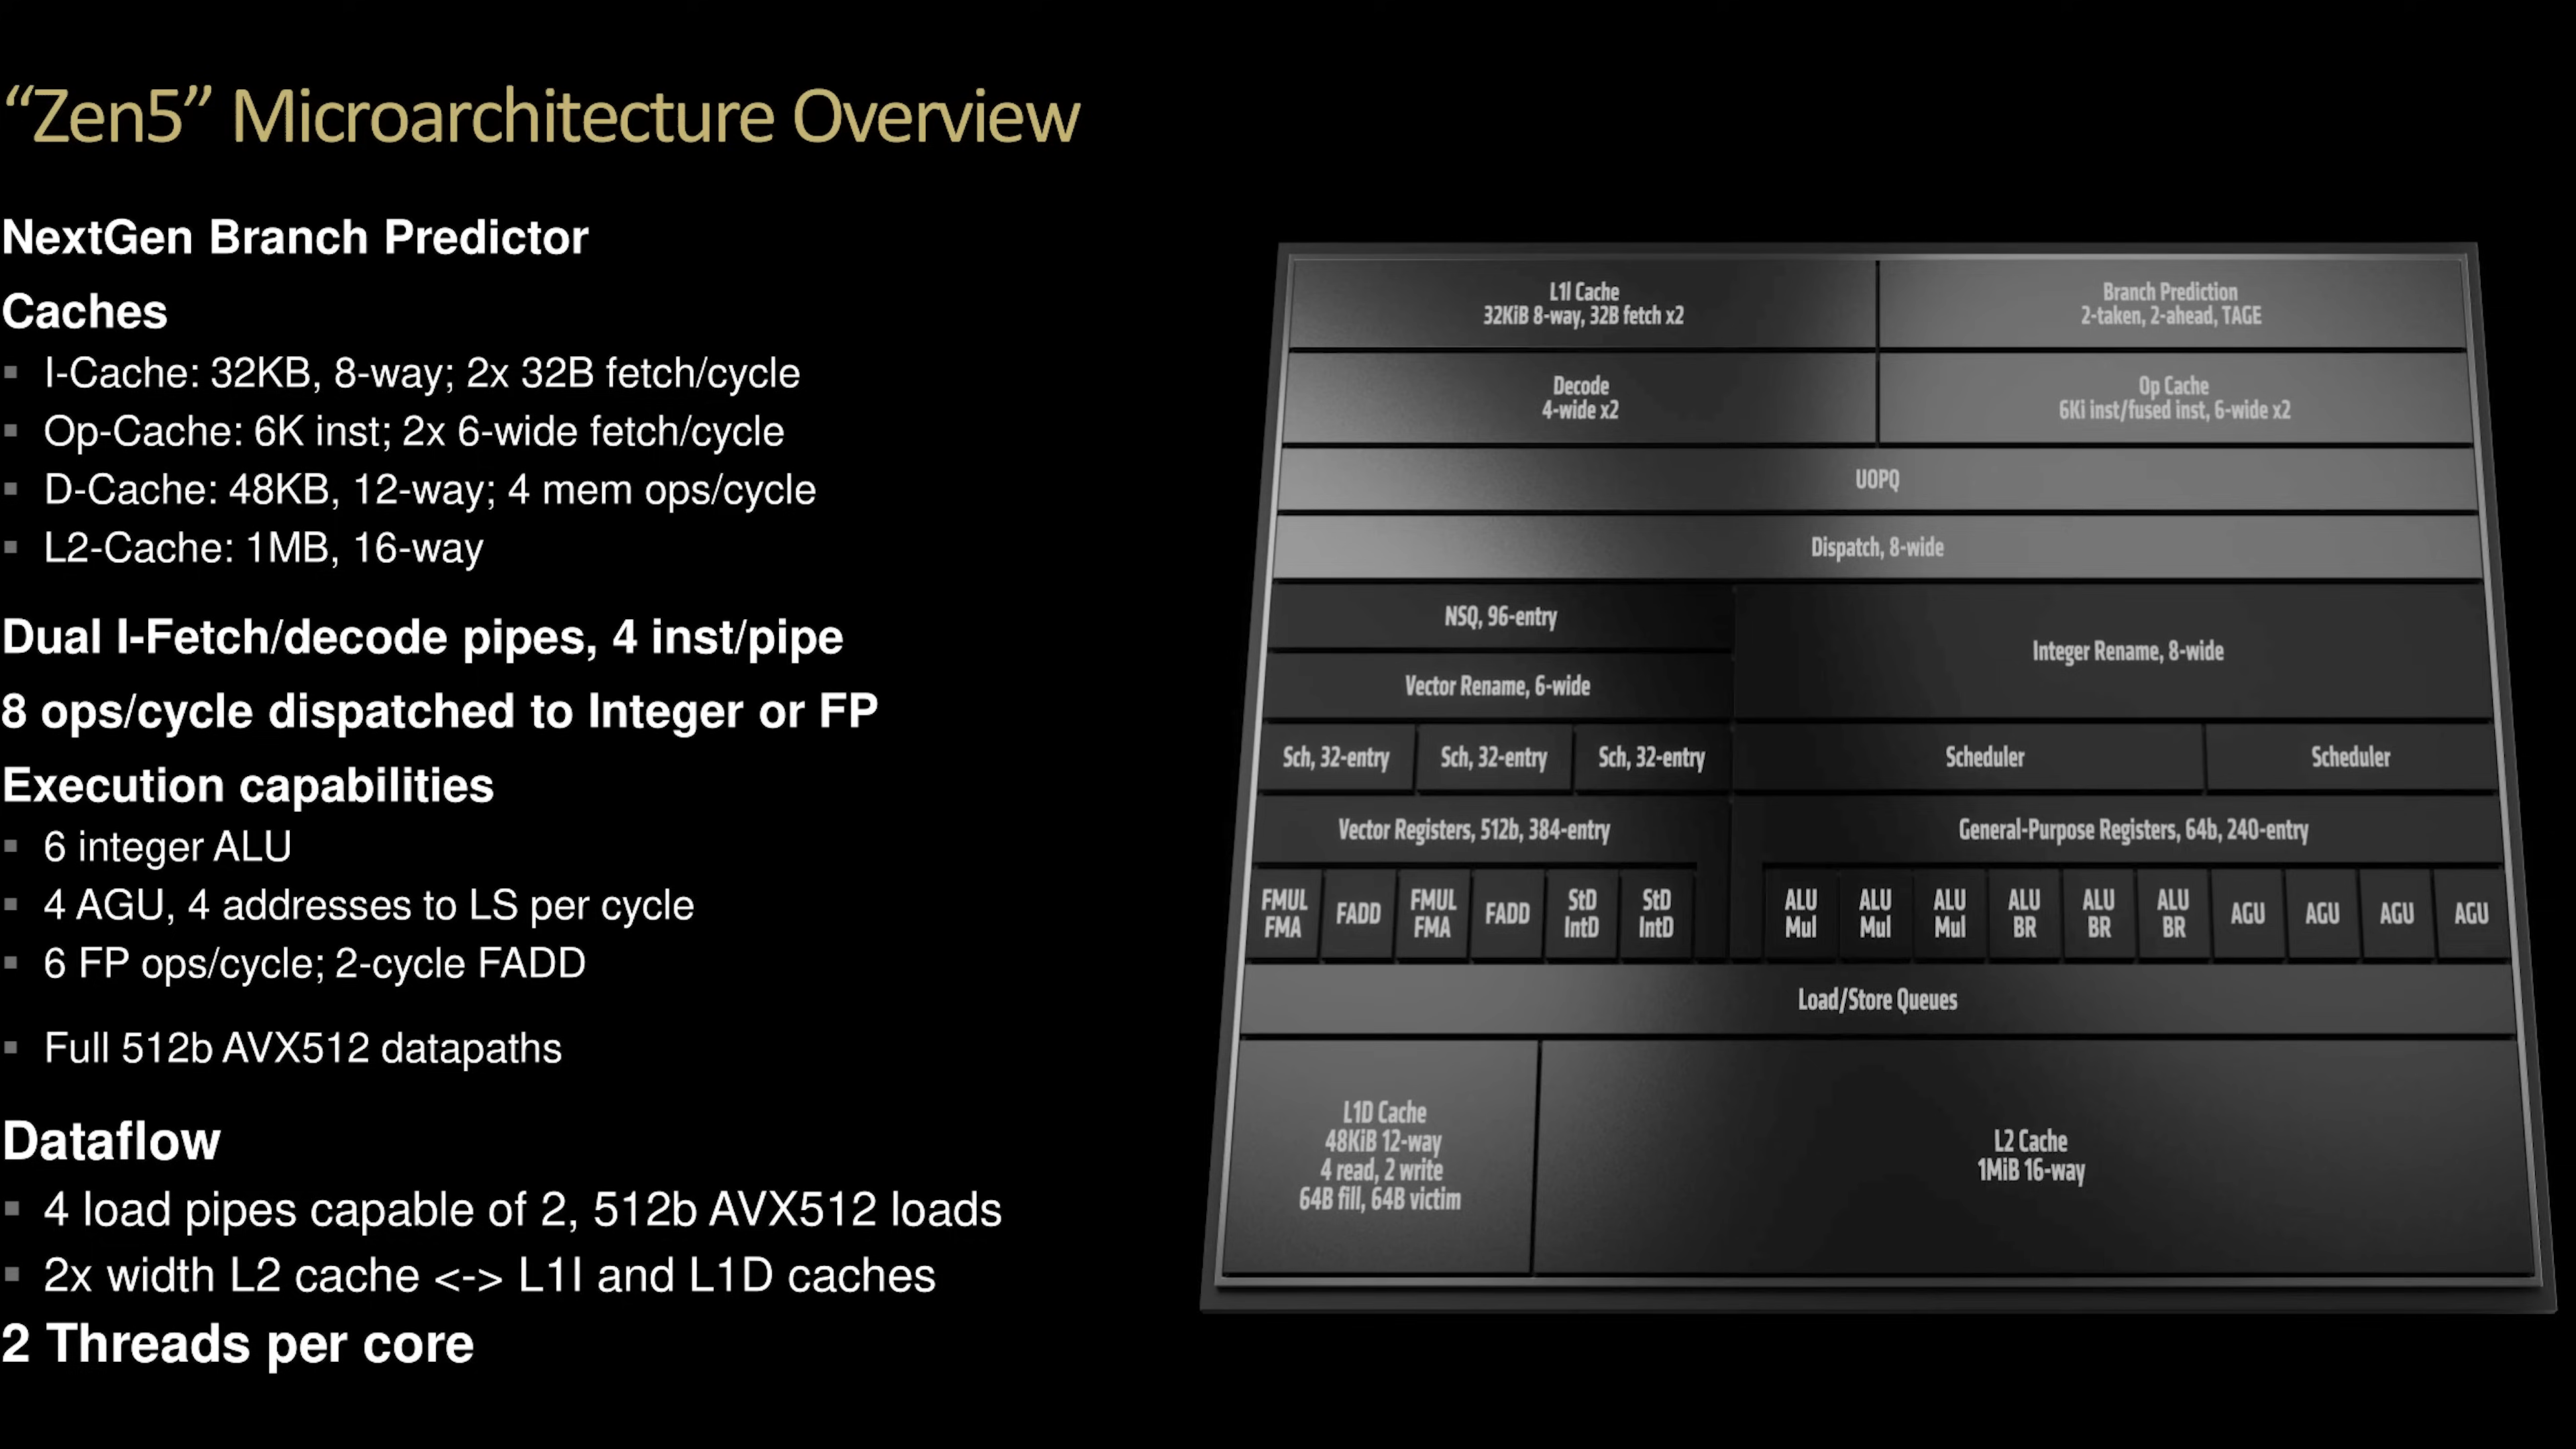 “Zen5” Microarchitecture Overview
NextGen Branch Predictor
Caches
▪ I-Cache: 32KB, 8-way; 2x 32B fetch/cycle
▪ Op-Cache: 6K inst; 2x 6-wide fetch/cycle
▪ D-Cache: 48KB, 12-way; 4 mem ops/cycle
▪ L2-Cache: 1MB, 16-way
Dual I-Fetch/decode pipes, 4 inst/pipe
8 ops/cycle dispatched to Integer or FP
Execution capabilities
▪ 6 integer ALU
▪ 4 AGU, 4 addresses to LS per cycle
▪ 6 FP ops/cycle; 2-cycle FADD
▪ Full 512b AVX512 datapaths
Dataflow
▪ 4 load pipes capable of 2, 512b AVX512 loads
▪ 2x width L2 cache <-> L1I and L1D caches
2 Threads per core
L1I Cache
32KiB 8-way, 32B fetch x2
Branch Prediction
2-taken, 2-ahead, TAGE
Decode
4-wide x2
Op Cache
6Ki inst/fused inst, 6-wide x2
UOPQ
Dispatch, 8-wide
NSQ, 96-entry
Vector Rename, 6-wide
Integer Rename, 8-wide
Sch, 32-entry
Sch, 32-entry
Sch, 32-entry
Scheduler
Scheduler
Vector Registers, 512b, 384-entry
General-Purpose Registers, 64b, 240-entry
FMUL
FMA
FADD
FMUL
FMA
FADD
StD
IntD
StD
IntD
ALU
Mul
ALU
Mul
ALU
Mul
ALU
BR
ALU
BR
ALU
BR
AGU
AGU
AGU
AGU
Load/Store Queues
L1D Cache
48KiB 12-way
4 read, 2 write
64B fill, 64B victim
L2 Cache
1MiB 16-way